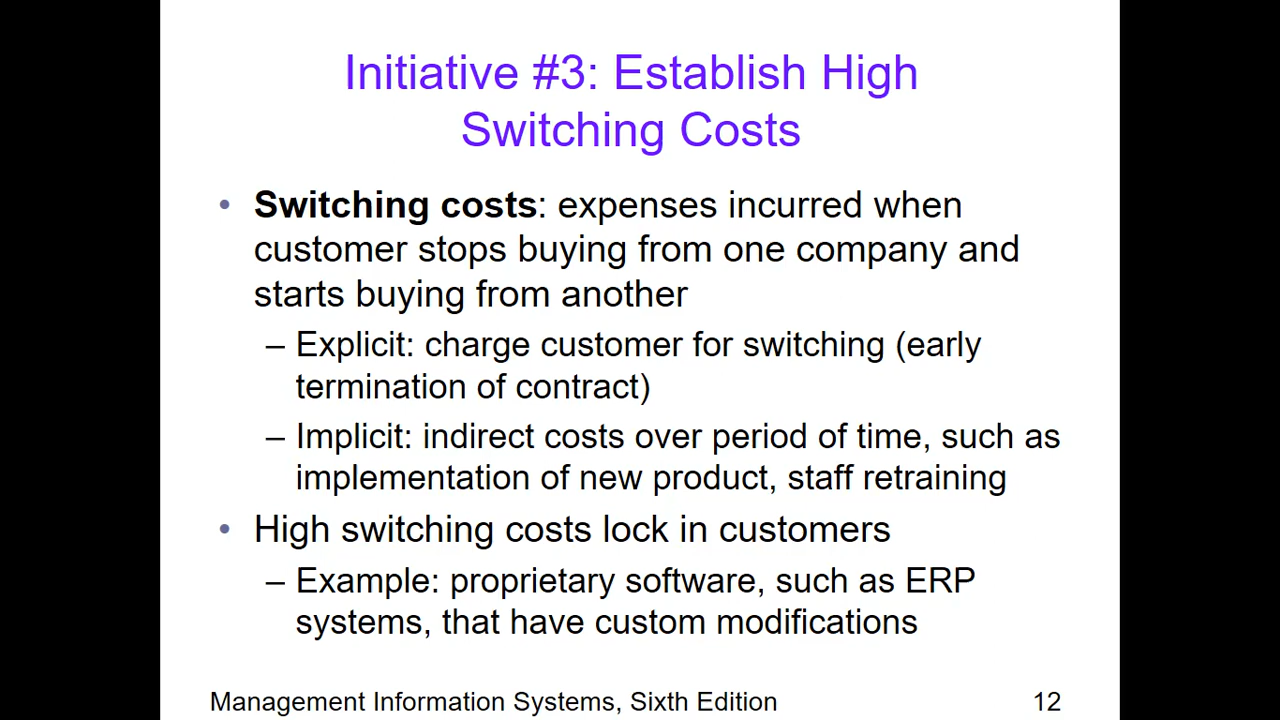 Initiative #3: Establish High
Switching Costs
• Switching costs: expenses incurred when
customer stops buying from one company and
starts buying from another
– Explicit: charge customer for switching (early
termination of contract)
– Implicit: indirect costs over period of time, such as
implementation of new product, staff retraining
• High switching costs lock in customers
– Example: proprietary software, such as ERP
systems, that have custom modifications
Management Information Systems, Sixth Edition 12